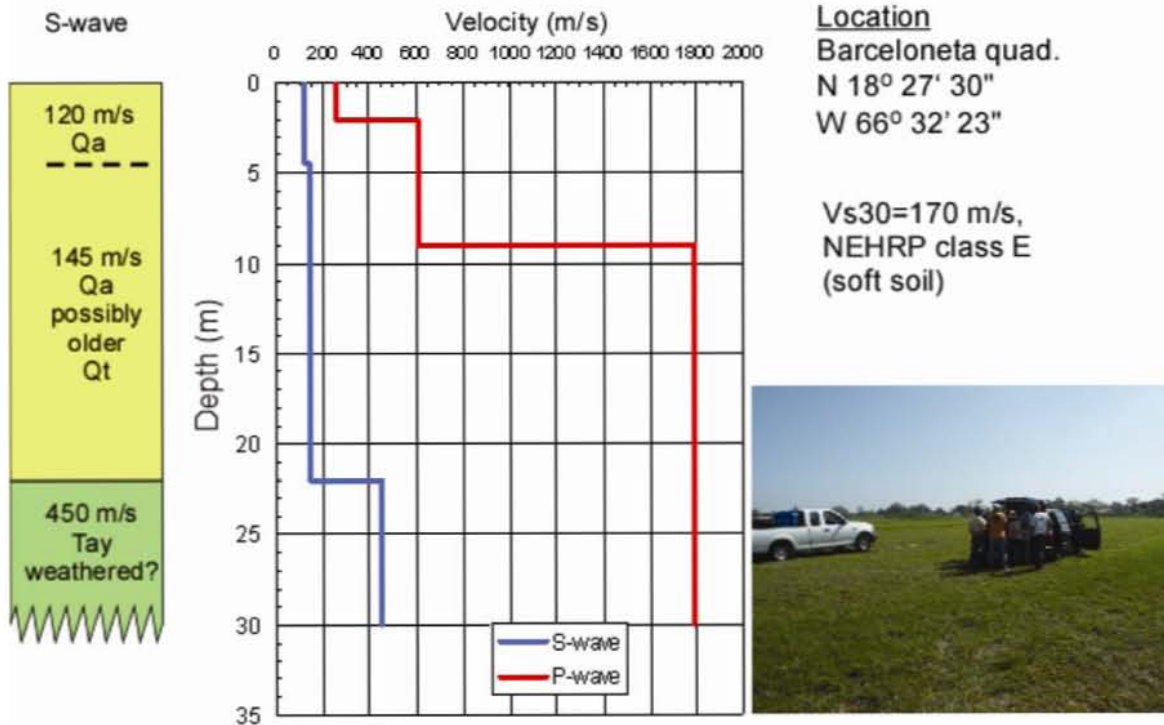 S-wave
120 m/s
Qa
145 m/s
Qa
possibly
older
Qt
450 m/s
Tay
weathered?
Velocity (m/s)
0 200 400 600 800 1000 1200 1400 1600 1800 2000
Depth (m)
0
5
10
15
20
25
30
35
S-wave
P-wave
Location
Barceloneta quad.
N 18° 27' 30"
W 66° 32' 23"
Vs30=170 m/s,
NEHRP class E
(soft soil)